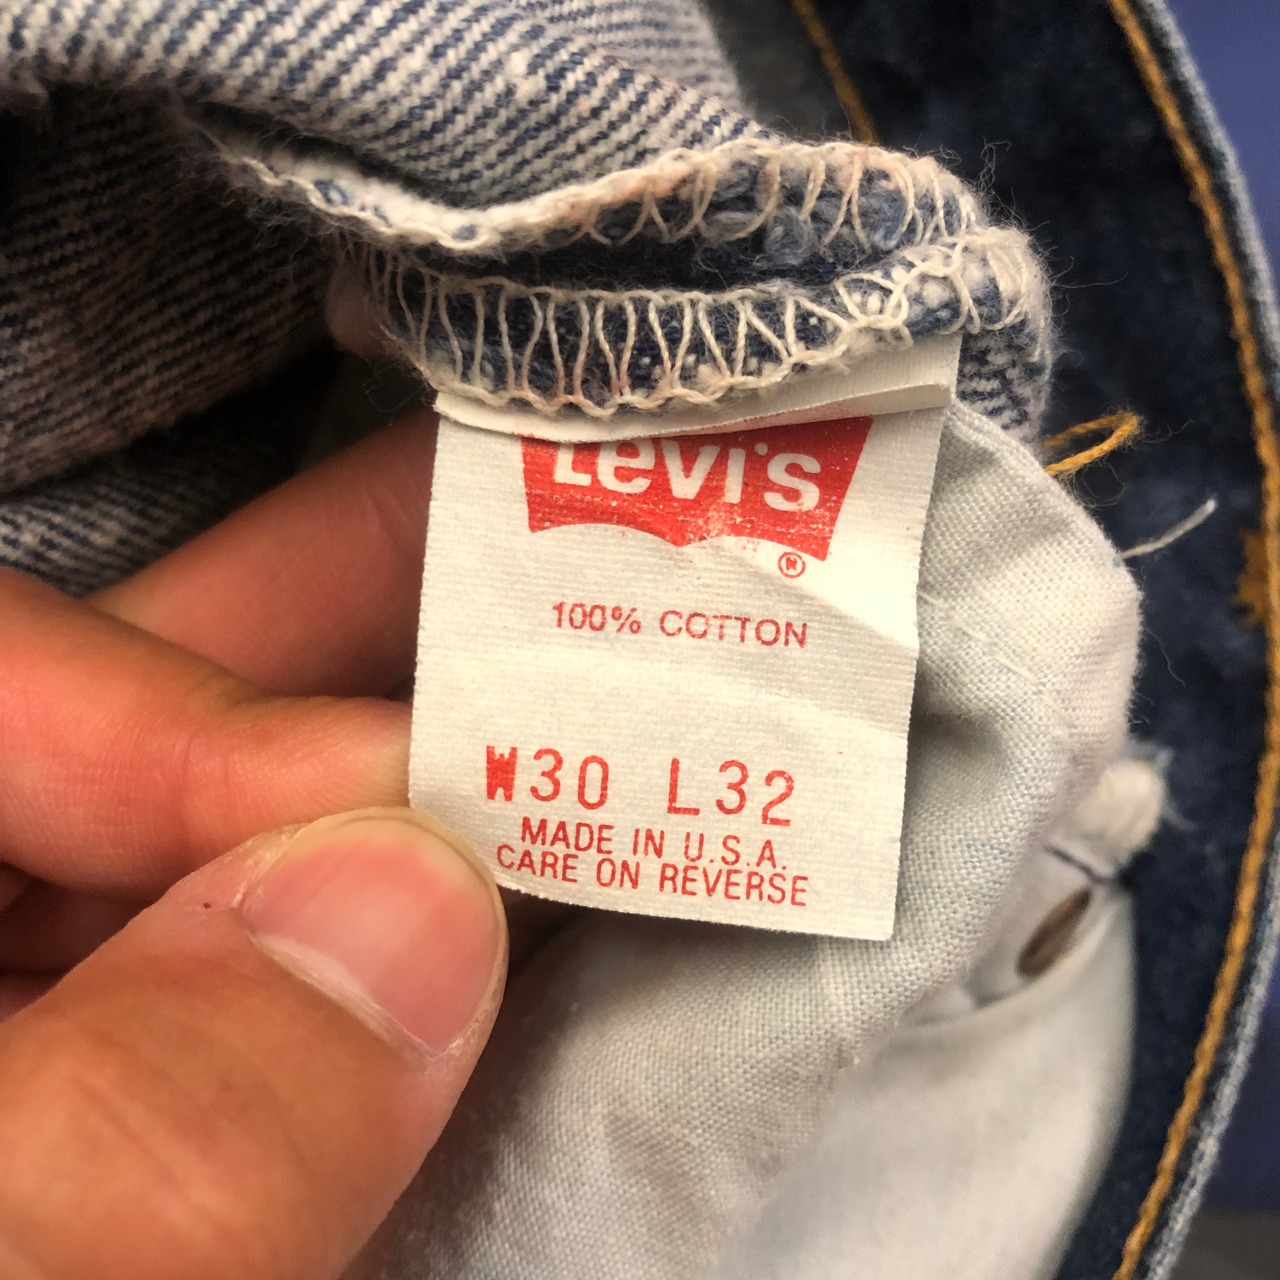 Levi's
®
100% COTTON
W30 L32
MADE IN U.S.A.
CARE ON REVERSE